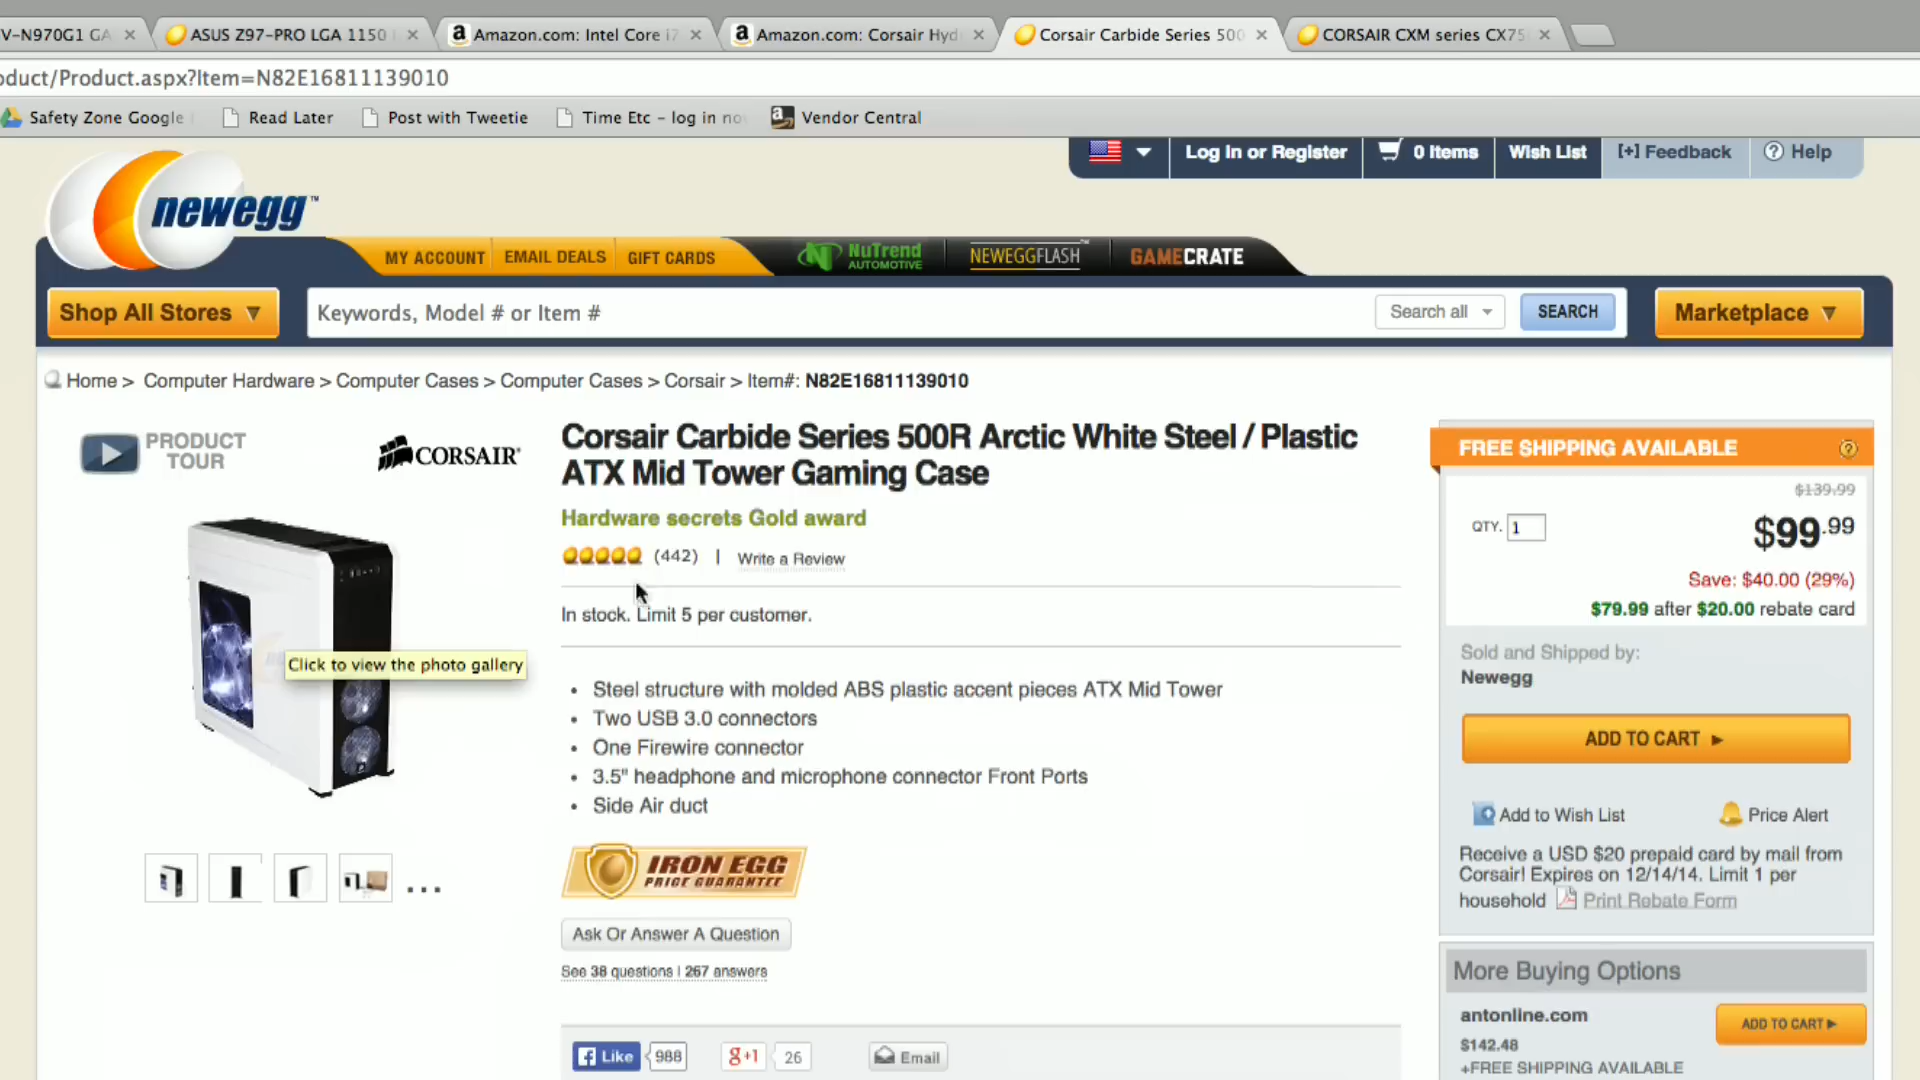 V-N970G1 GA
ASUS Z97-PRO LGA 1150
Amazon.com: Intel Core i7
Amazon.com: Corsair Hyd
Corsair Carbide Series 500
CORSAIR CXM series CX75
oduct/Product.aspx?Item=N82E16811139010
Safety Zone Google
Read Later
Post with Tweetie
Time Etc - log in no
Vendor Central
Log In or Register
0 Items
Wish List
[+] Feedback
? Help
newegg™
MY ACCOUNT
EMAIL DEALS
GIFT CARDS
NUTREND AUTOMOTIVE
NEWEGGFLASH™
GAMECRATE
Shop All Stores ▼
Keywords, Model # or Item #
Search all
SEARCH
Marketplace ▼
Home > Computer Hardware > Computer Cases > Computer Cases > Corsair > Item#: N82E16811139010
PRODUCT
TOUR
CORSAIR
Corsair Carbide Series 500R Arctic White Steel / Plastic
ATX Mid Tower Gaming Case
Hardware secrets Gold award
(442) | Write a Review
In stock. Limit 5 per customer.
Click to view the photo gallery
• Steel structure with molded ABS plastic accent pieces ATX Mid Tower
• Two USB 3.0 connectors
• One Firewire connector
• 3.5" headphone and microphone connector Front Ports
• Side Air duct
...
IRON EGG
PRICE GUARANTEE
Ask Or Answer A Question
See 38 questions | 267 answers
Like 988
g+1 26
Email
FREE SHIPPING AVAILABLE ?
$139.99
QTY. 1
$99.99
Save: $40.00 (29%)
$79.99 after $20.00 rebate card
Sold and Shipped by:
Newegg
ADD TO CART ►
Add to Wish List
Price Alert
Receive a USD $20 prepaid card by mail from
Corsair! Expires on 12/14/14. Limit 1 per
household Print Rebate Form
More Buying Options
antonline.com
ADD TO CART ►
$142.48
+FREE SHIPPING AVAILABLE